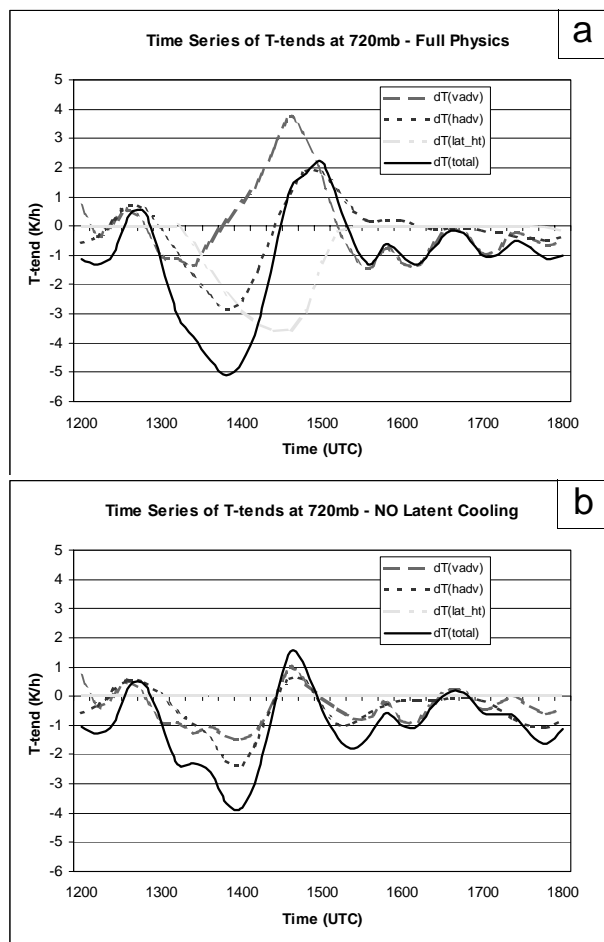 a
Time Series of T-tends at 720mb - Full Physics
5
4
3
2
1
0
-1
-2
-3
-4
-5
-6
T-tend (K/h)
dT(vadv)
dT(hadv)
dT(lat_ht)
dT(total)
1200 1300 1400 1500 1600 1700 1800
Time (UTC)
b
Time Series of T-tends at 720mb - NO Latent Cooling
5
4
3
2
1
0
-1
-2
-3
-4
-5
-6
T-tend (K/h)
dT(vadv)
dT(hadv)
dT(lat_ht)
dT(total)
1200 1300 1400 1500 1600 1700 1800
Time (UTC)